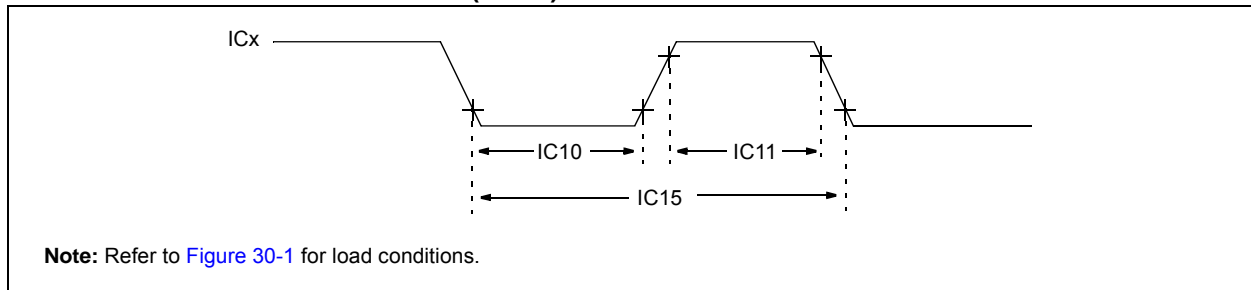 ICx
IC10
IC11
IC15
Note: Refer to Figure 30-1 for load conditions.